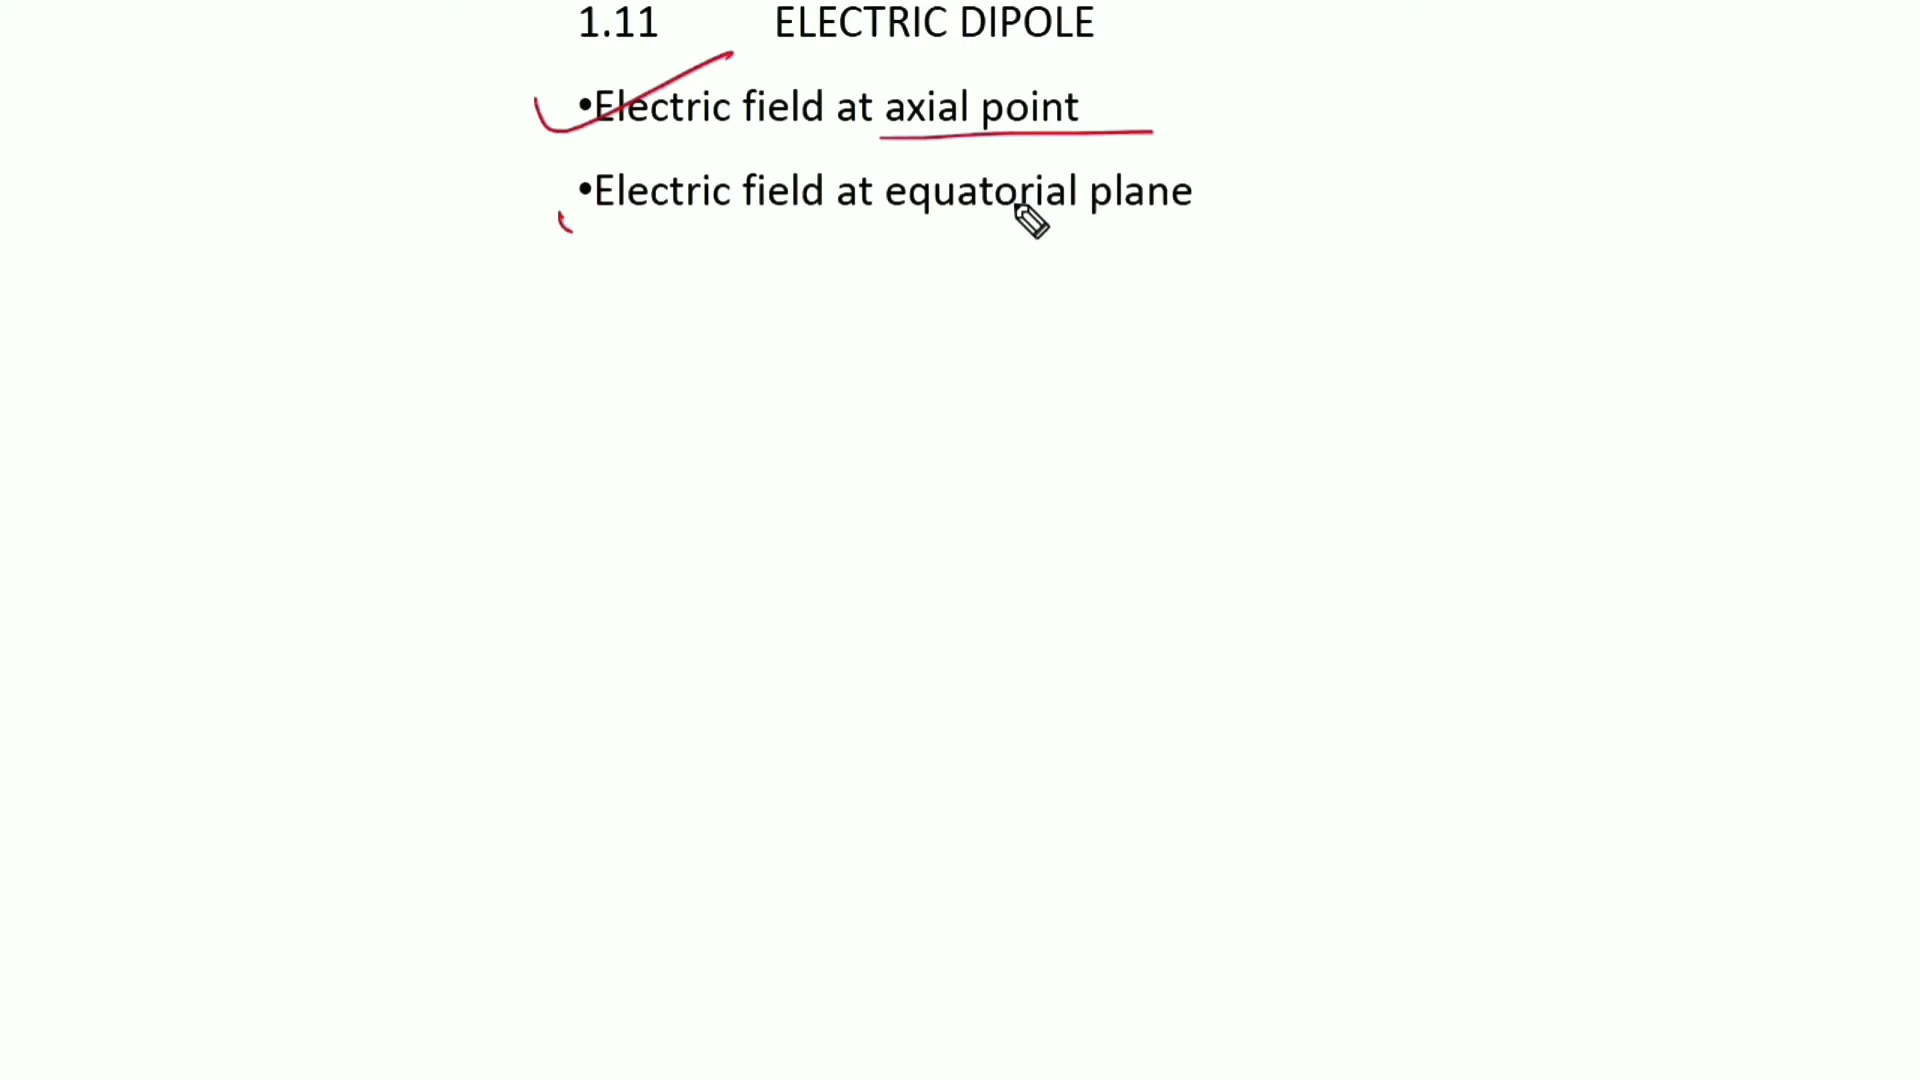 1.11 ELECTRIC DIPOLE
•Electric field at axial point
•Electric field at equatorial plane